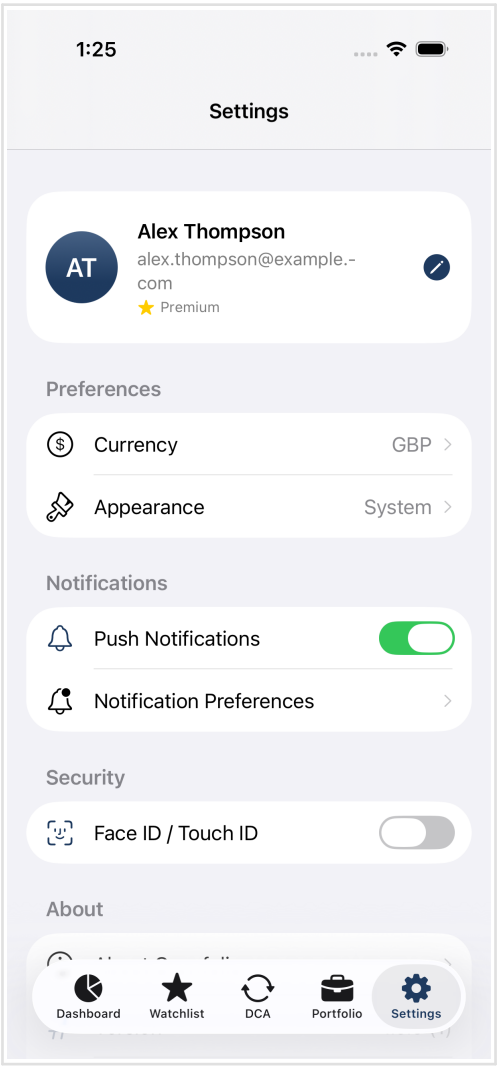 1:25
Settings
AT
Alex Thompson
alex.thompson@example.-
com
Premium
Preferences
$
Currency
GBP
Appearance
System
Notifications
Push Notifications
Notification Preferences
Security
Face ID / Touch ID
About
Dashboard
Watchlist
DCA
Portfolio
Settings